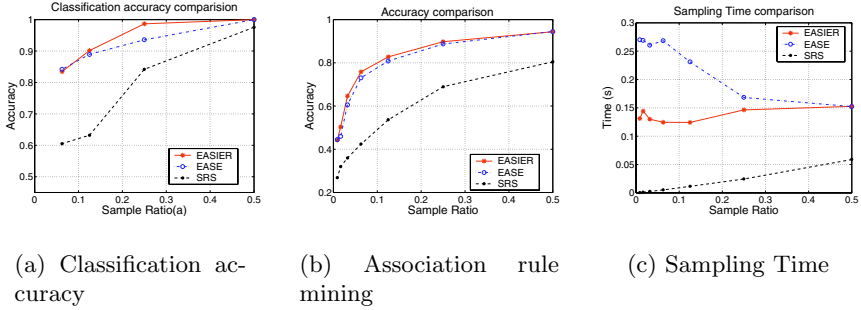 Classification accuracy comparision
1
0.9
0.8
0.7
0.6
0.5
Accuracy
EASIER
EASE
SRS
0 0.1 0.2 0.3 0.4 0.5
Sample Ratio(a)
(a) Classification ac-
curacy
Accuracy comparison
1
0.8
0.6
0.4
0.2
Accuracy
EASIER
EASE
SRS
0 0.1 0.2 0.3 0.4 0.5
Sample Ratio
(b) Association rule
mining
Sampling Time comparison
0.3
0.25
0.2
0.15
0.1
0.05
0
Time (s)
EASIER
EASE
SRS
0 0.1 0.2 0.3 0.4 0.5
Sample Ratio
(c) Sampling Time